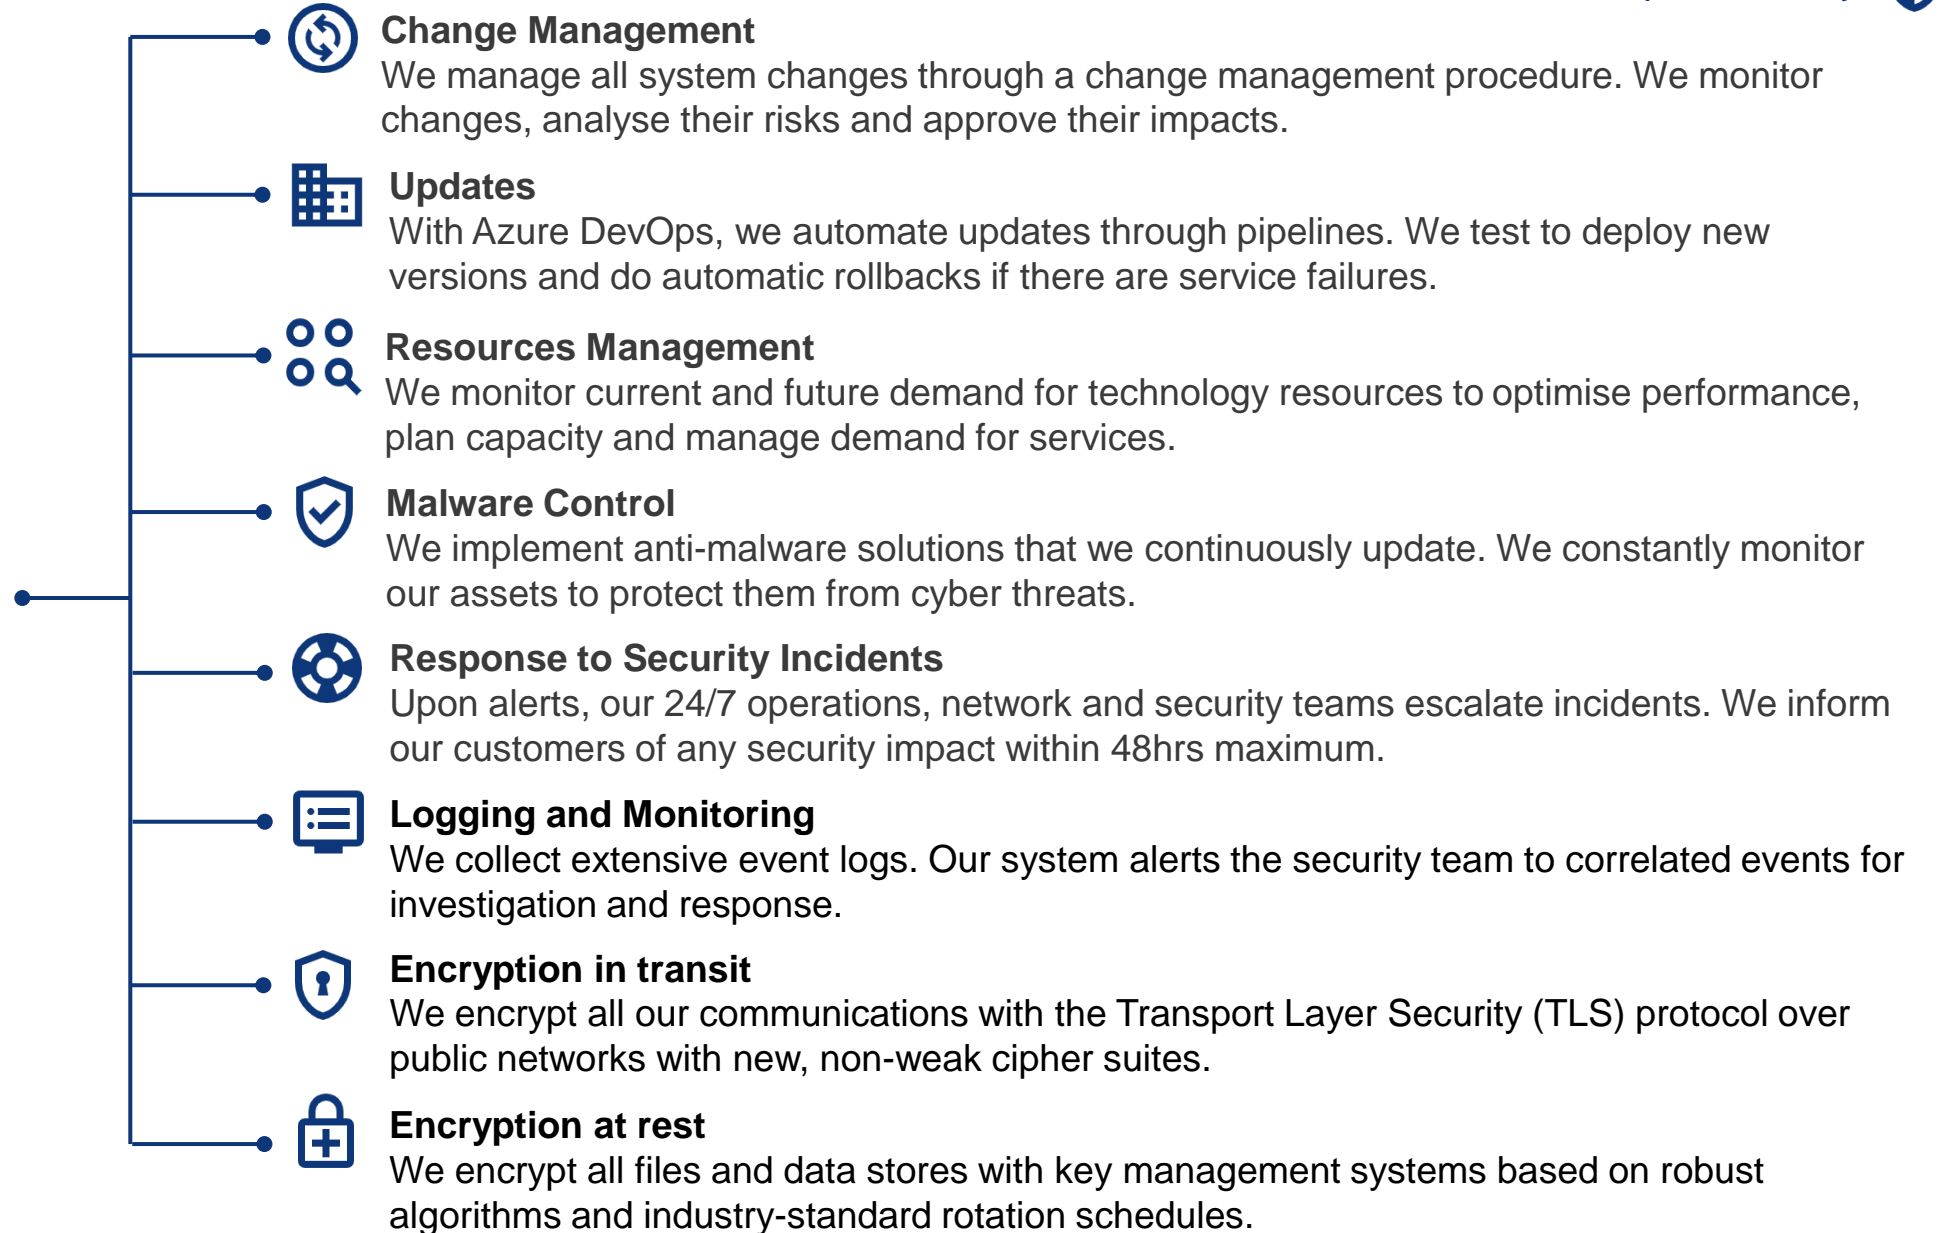 Change Management
We manage all system changes through a change management procedure. We monitor
changes, analyse their risks and approve their impacts.
Updates
With Azure DevOps, we automate updates through pipelines. We test to deploy new
versions and do automatic rollbacks if there are service failures.
Resources Management
We monitor current and future demand for technology resources to optimise performance,
plan capacity and manage demand for services.
Malware Control
We implement anti-malware solutions that we continuously update. We constantly monitor
our assets to protect them from cyber threats.
Response to Security Incidents
Upon alerts, our 24/7 operations, network and security teams escalate incidents. We inform
our customers of any security impact within 48hrs maximum.
Logging and Monitoring
We collect extensive event logs. Our system alerts the security team to correlated events for
investigation and response.
Encryption in transit
We encrypt all our communications with the Transport Layer Security (TLS) protocol over
public networks with new, non-weak cipher suites.
Encryption at rest
We encrypt all files and data stores with key management systems based on robust
algorithms and industry-standard rotation schedules.